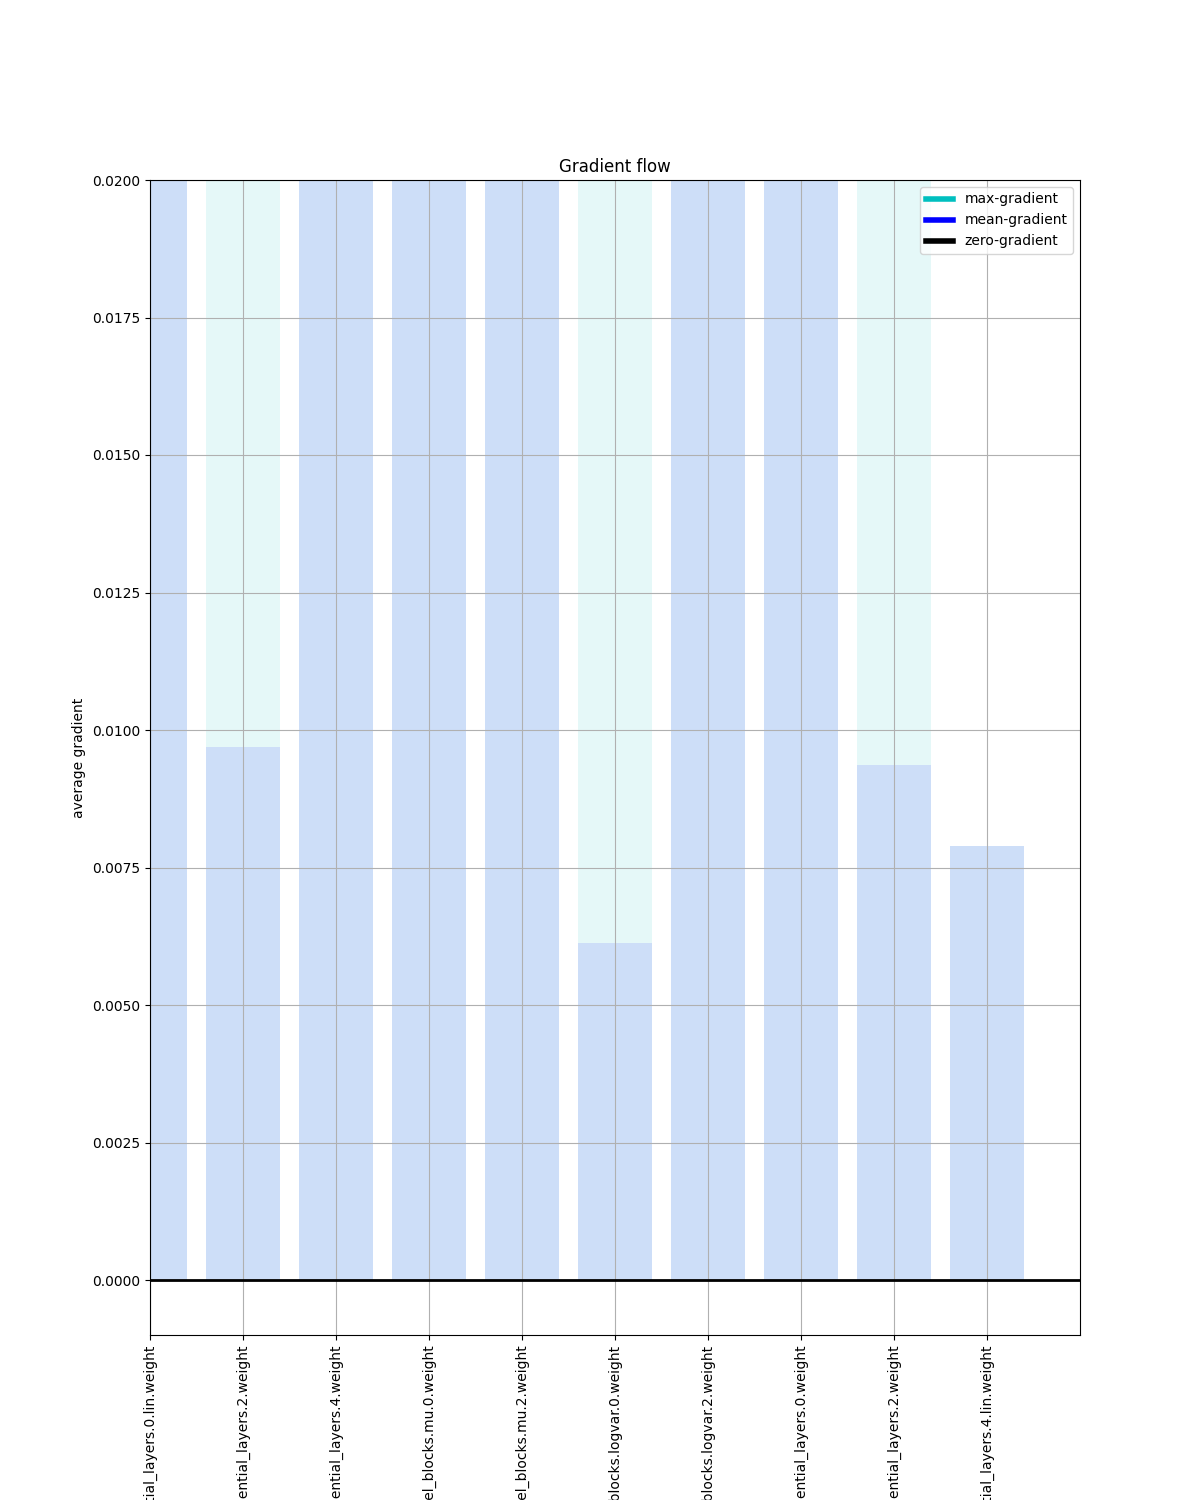 Gradient flow
max-gradient
mean-gradient
zero-gradient
average gradient
0.0200
0.0175
0.0150
0.0125
0.0100
0.0075
0.0050
0.0025
0.0000
tial_layers.0.lin.weight
ential_layers.2.weight
ential_layers.4.weight
el_blocks.mu.0.weight
el_blocks.mu.2.weight
blocks.logvar.0.weight
blocks.logvar.2.weight
ential_layers.0.weight
ential_layers.2.weight
tial_layers.4.lin.weight